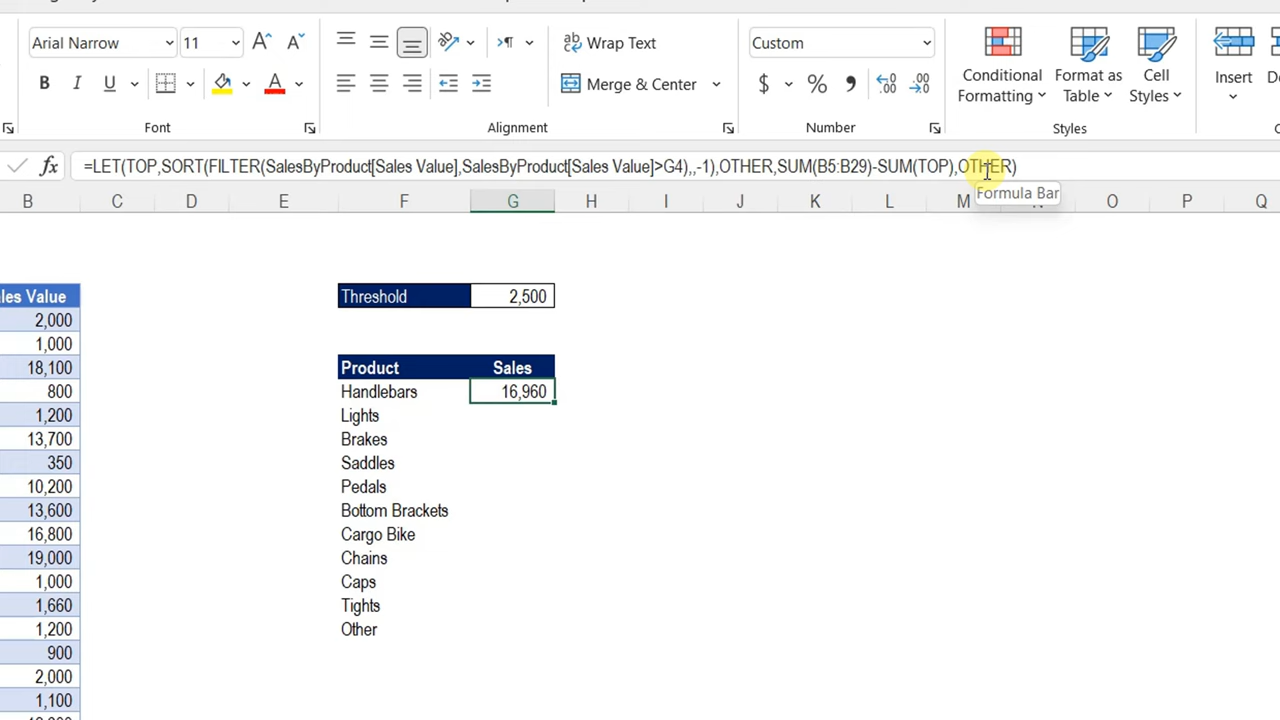 Arial Narrow 11 Wrap Text Custom
B I U Merge & Center $ % Conditional Formatting Format as Table Cell Styles Insert
Font Alignment Number Styles
fx =LET(TOP,SORT(FILTER(SalesByProduct[Sales Value],SalesByProduct[Sales Value]>G4),,-1),OTHER,SUM(B5:B29)-SUM(TOP),OTHER)
Formula Bar
B C D E F G H I J K L M O P Q
les Value Threshold 2,500
2,000
1,000
18,100 Product Sales
800 Handlebars 16,960
1,200 Lights
13,700 Brakes
350 Saddles
10,200 Pedals
13,600 Bottom Brackets
16,800 Cargo Bike
19,000 Chains
1,000 Caps
1,660 Tights
1,200 Other
900
2,000
1,100